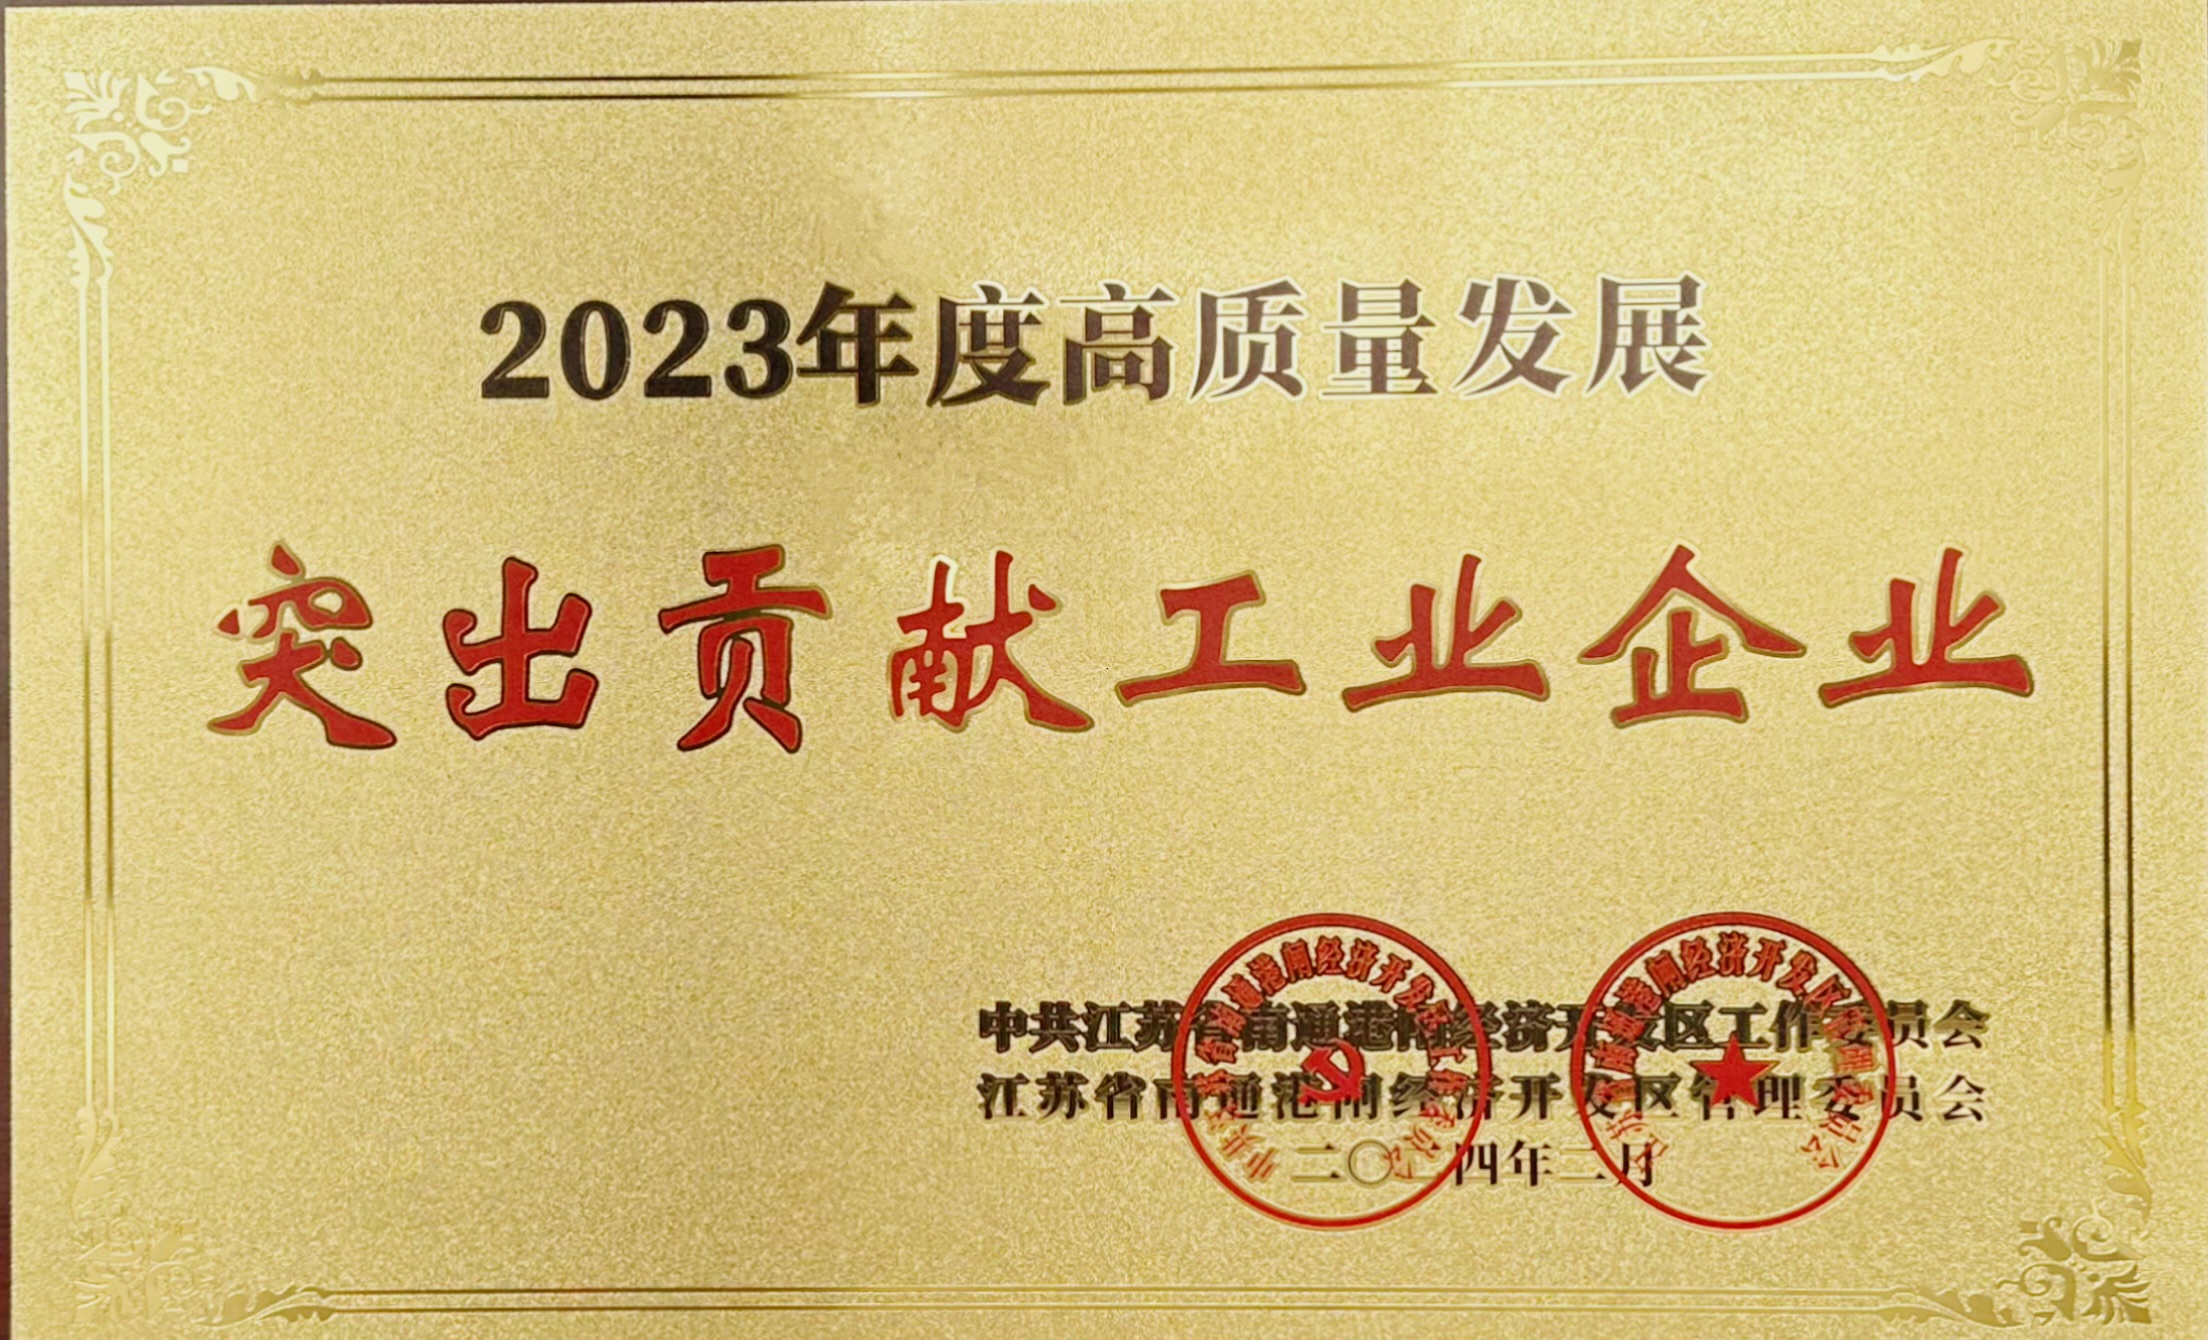 2023年度高质量发展
突出贡献工业企业
中共江苏省南通港闸经济开发区工作委员会
江苏省南通港闸经济开发区管理委员会
二〇二四年二月